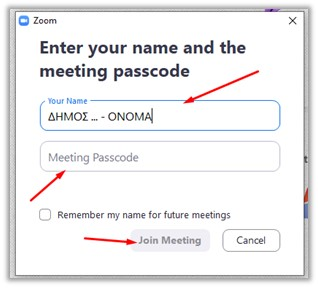 Zoom
Enter your name and the
meeting passcode
Your Name
ΔΗΜΟΣ ... - ΟΝΟΜΑ
Meeting Passcode
Remember my name for future meetings
Join Meeting
Cancel